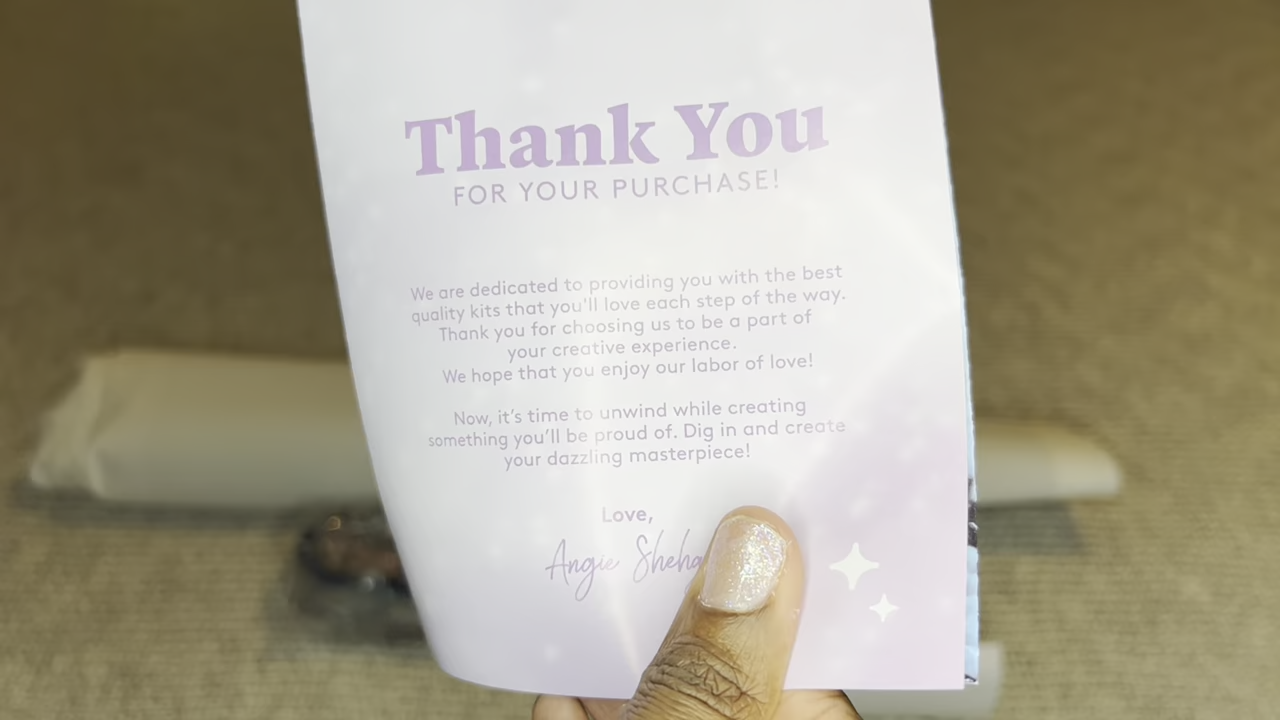 Thank You
FOR YOUR PURCHASE!
We are dedicated to providing you with the best
quality kits that you'll love each step of the way.
Thank you for choosing us to be a part of
your creative experience.
We hope that you enjoy our labor of love!
Now, it's time to unwind while creating
something you'll be proud of. Dig in and create
your dazzling masterpiece!
Love,
Angie